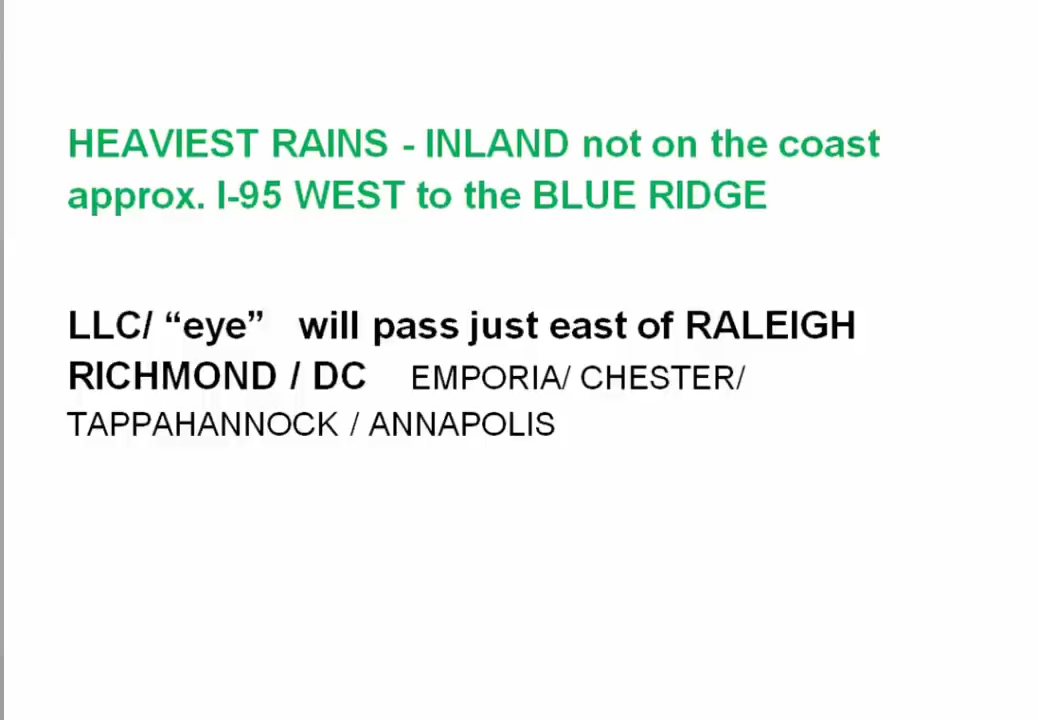 HEAVIEST RAINS - INLAND not on the coast
approx. I-95 WEST to the BLUE RIDGE
LLC/ “eye” will pass just east of RALEIGH
RICHMOND / DC EMPORIA/ CHESTER/
TAPPAHANNOCK / ANNAPOLIS